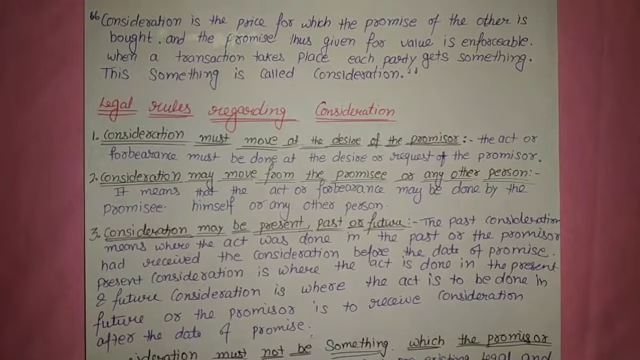 "Consideration is the price for which the promise of the other is
bought. and the promise thus given for value is enforceable.
when a transaction takes place each party gets something.
This Something is called Consideration."
Legal rules regarding Consideration
1. Consideration must move at the desire of the promisor:- the act or
forbearance must be done at the desire or request of the promisor.
2. Consideration may move from the promisee or any other person:-
It means that the act or forbearance may be done by the
promisee himself or any other person.
3. Consideration may be present, past or future:- The past consideration
means where the act was done in the past or the promisor
had received the consideration before the date of promise.
present consideration is where the act is done in the present
& future Consideration is where the act is to be done in
future or the promisor is to receive consideration
after the date of promise.
must not be Something which the promisor
existing legal and